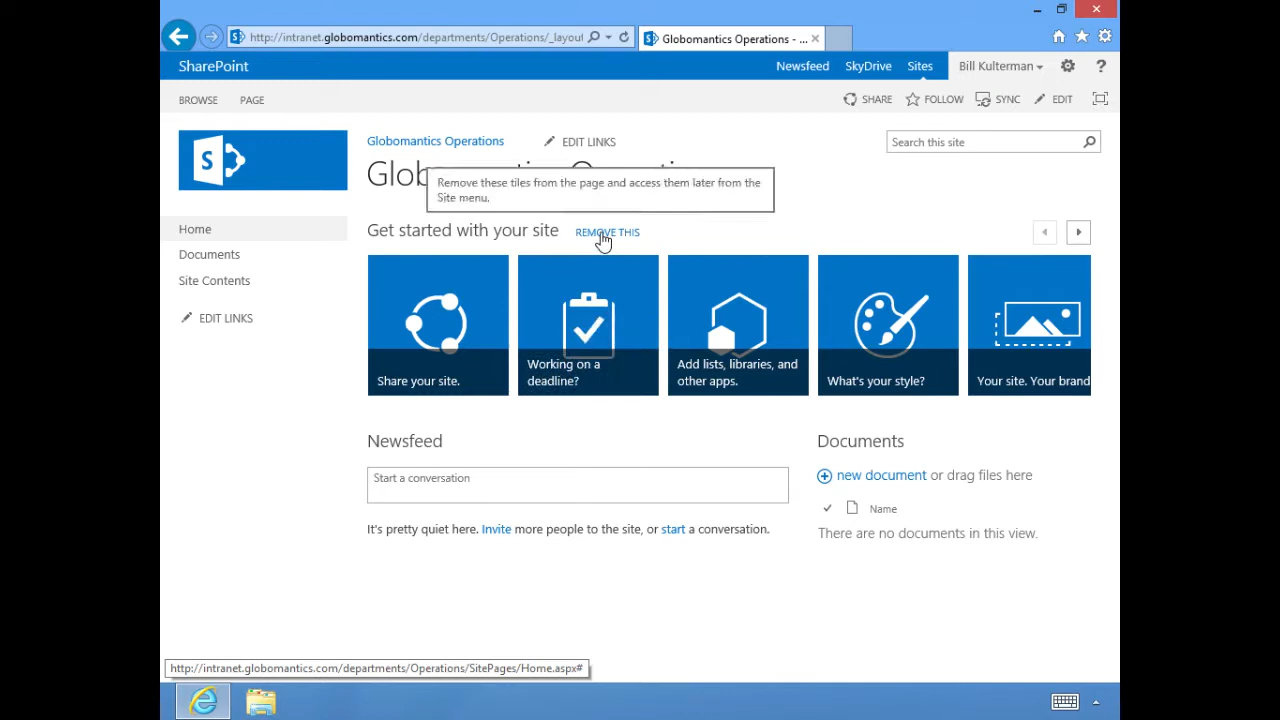 http://intranet.globomantics.com/departments/Operations/_layout
Globomantics Operations - ...
SharePoint
Newsfeed
SkyDrive
Sites
Bill Kulterman
?
BROWSE
PAGE
SHARE
FOLLOW
SYNC
EDIT
S
Globomantics Operations
EDIT LINKS
Search this site
Remove these tiles from the page and access them later from the
Site menu.
Home
Documents
Site Contents
EDIT LINKS
Get started with your site
REMOVE THIS
Share your site.
Working on a
deadline?
Add lists, libraries, and
other apps.
What's your style?
Your site. Your brand
Newsfeed
Start a conversation
It's pretty quiet here. Invite more people to the site, or start a conversation.
Documents
new document or drag files here
Name
There are no documents in this view.
http://intranet.globomantics.com/departments/Operations/SitePages/Home.aspx#